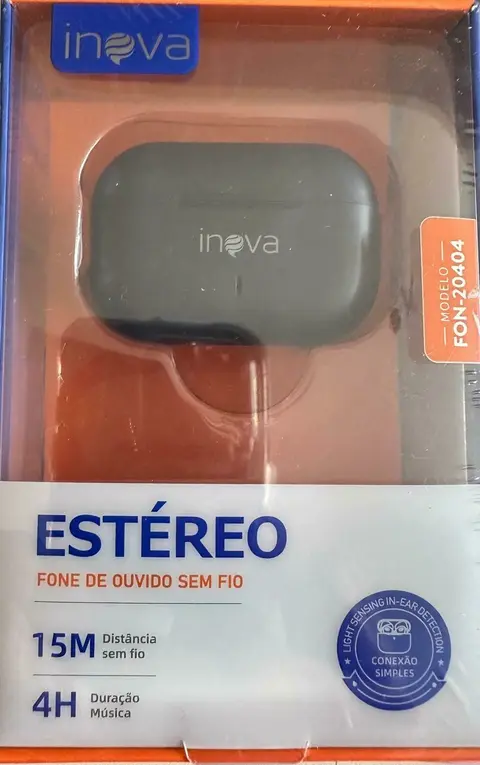 inova
inova
MODELO
FON-20404
ESTÉREO
FONE DE OUVIDO SEM FIO
15M Distância
sem fio
4H Duração
Música
LIGHT SENSING IN-EAR DETECTION
CONEXÃO
SIMPLES